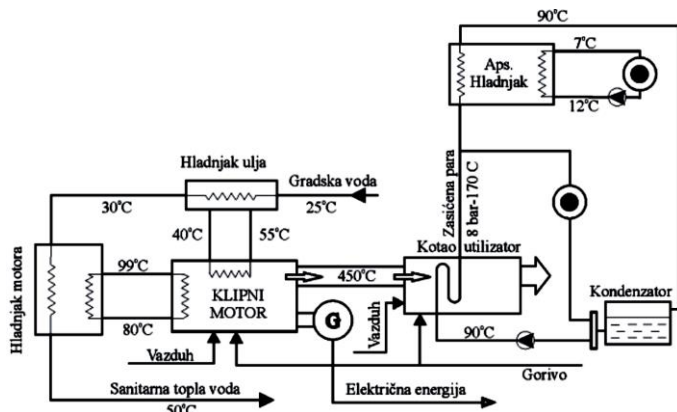 90°C
7°C
Aps.
Hladnjak
12°C
Hladnjak ulja
Gradska voda
30°C
25°C
Zasićena para
8 bar-170 C
40°C
55°C
Kotao utilizator
99°C
450°C
Hladnjak motora
KLIPNI
MOTOR
Kondenzator
80°C
G
Vazduh
Vazduh
90°C
Gorivo
Sanitarna topla voda
Električna energija
50°C